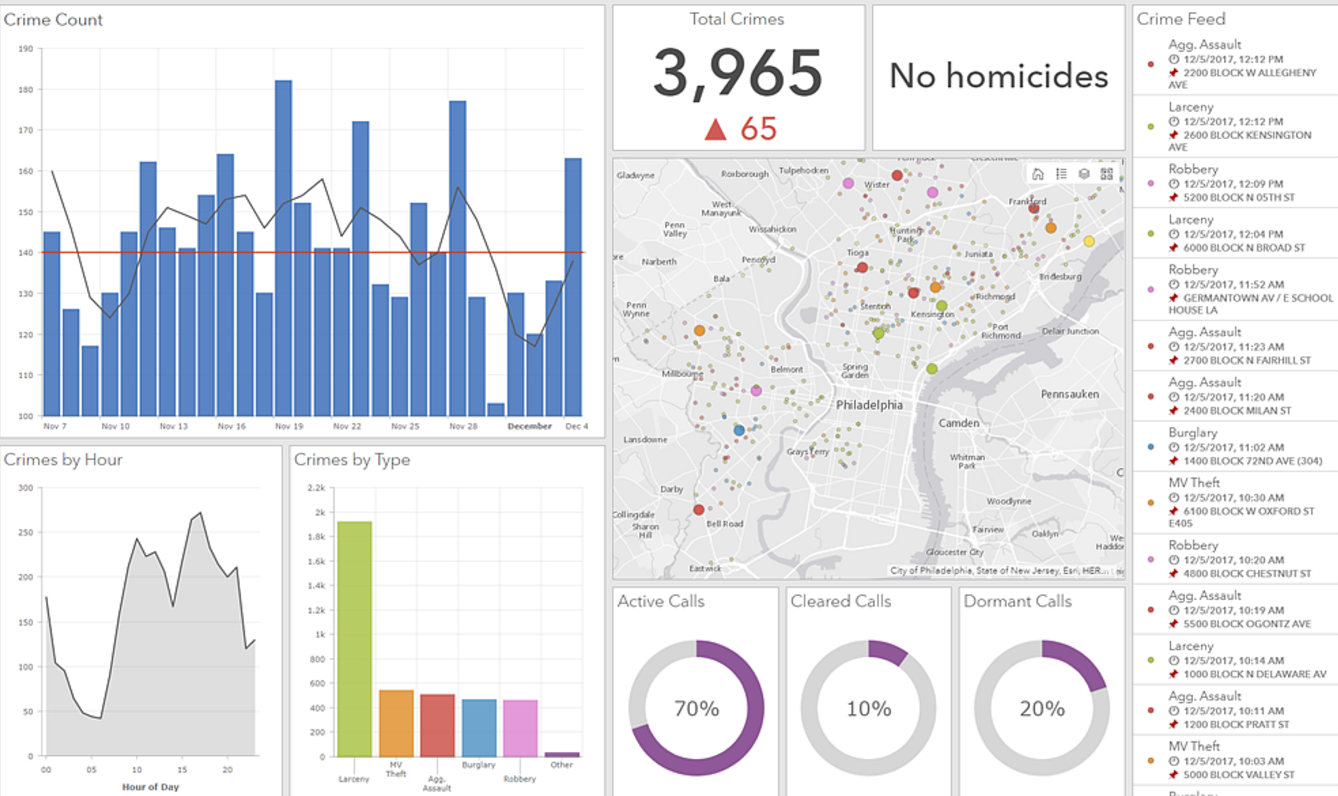 Crime Count
190
180
170
160
150
140
130
120
110
100
Nov 7
Nov 10
Nov 13
Nov 16
Nov 19
Nov 22
Nov 25
Nov 28
December
Dec 4
Total Crimes
3,965
65
No homicides
Gladwyne
Roxborough
Tulpehocken
Wister
Frankford
West
Manayunk
Penn
Valley
Wissahickon
Hunting
Park
Narberth
Bala
Pencoyd
Tioga
Juniata
Bridesburg
Penn
Wynne
Stenton
Kensington
Richmond
Port
Richmond
Delair Junction
Millbourne
Belmont
Spring
Garden
Pennsauken
Philadelphia
Camden
Lansdowne
Grays Ferry
Whitman
Park
Darby
Collingdale
Sharon
Hill
Bell Road
Woodlynne
Fairview
Oaklyn
Gloucester City
Eastwick
City of Philadelphia, State of New Jersey, Esri, HER...
Crime Feed
Agg. Assault
12/5/2017, 12:12 PM
2200 BLOCK W ALLEGHENY
AVE
Larceny
12/5/2017, 12:12 PM
2600 BLOCK KENSINGTON
AVE
Robbery
12/5/2017, 12:09 PM
5200 BLOCK N 05TH ST
Larceny
12/5/2017, 12:04 PM
6000 BLOCK N BROAD ST
Robbery
12/5/2017, 11:52 AM
GERMANTOWN AV / E SCHOOL
HOUSE LA
Agg. Assault
12/5/2017, 11:23 AM
2700 BLOCK N FAIRHILL ST
Agg. Assault
12/5/2017, 11:20 AM
2400 BLOCK MILAN ST
Burglary
12/5/2017, 11:02 AM
1400 BLOCK 72ND AVE (304)
MV Theft
12/5/2017, 10:30 AM
6100 BLOCK W OXFORD ST
E405
Robbery
12/5/2017, 10:20 AM
4800 BLOCK CHESTNUT ST
Agg. Assault
12/5/2017, 10:19 AM
5500 BLOCK OGONTZ AVE
Larceny
12/5/2017, 10:14 AM
1000 BLOCK N DELAWARE AV
Agg. Assault
12/5/2017, 10:11 AM
1200 BLOCK PRATT ST
MV Theft
12/5/2017, 10:03 AM
5000 BLOCK VALLEY ST
Crimes by Hour
300
250
200
150
100
50
0
00
05
10
15
20
Hour of Day
Crimes by Type
2.2k
2k
1.8k
1.6k
1.4k
1.2k
1k
800
600
400
200
0
Larceny
MV
Theft
Agg.
Assault
Burglary
Robbery
Other
Active Calls
70%
Cleared Calls
10%
Dormant Calls
20%